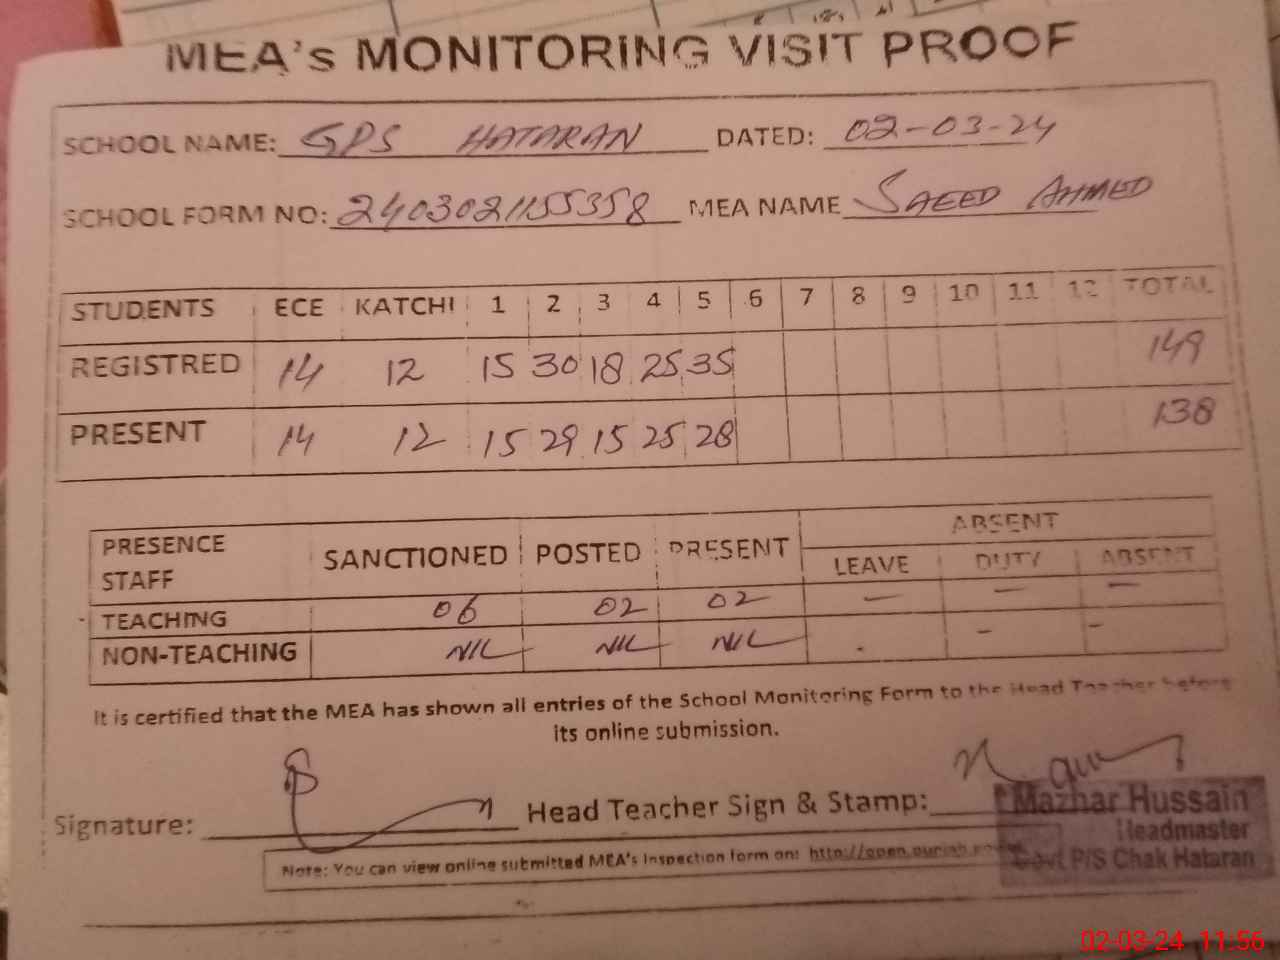 MEA's MONITORING VISIT PROOF
SCHOOL NAME: GPS HATARAN DATED: 02-03-24
SCHOOL FORM NO: 2403021155358 MEA NAME SAEED AHMED
STUDENTS ECE KATCHI 1 2 3 4 5 6 7 8 9 10 11 12 TOTAL
REGISTRED 14 12 15 30 18 25 35 149
PRESENT 14 12 15 29 15 25 28 138
PRESENCE STAFF SANCTIONED POSTED PRESENT ABSENT
LEAVE DUTY ABSENT
TEACHING 06 02 02 — — —
NON-TEACHING NIL NIL NIL . — —
It is certified that the MEA has shown all entries of the School Monitoring Form to the Head Teacher before
its online submission.
Signature: Head Teacher Sign & Stamp:
Mazhar Hussain
Headmaster
Govt P/S Chak Hataran
Note: You can view online submitted MEA's Inspection form on: http://open.punjab
02-03-24 11:56